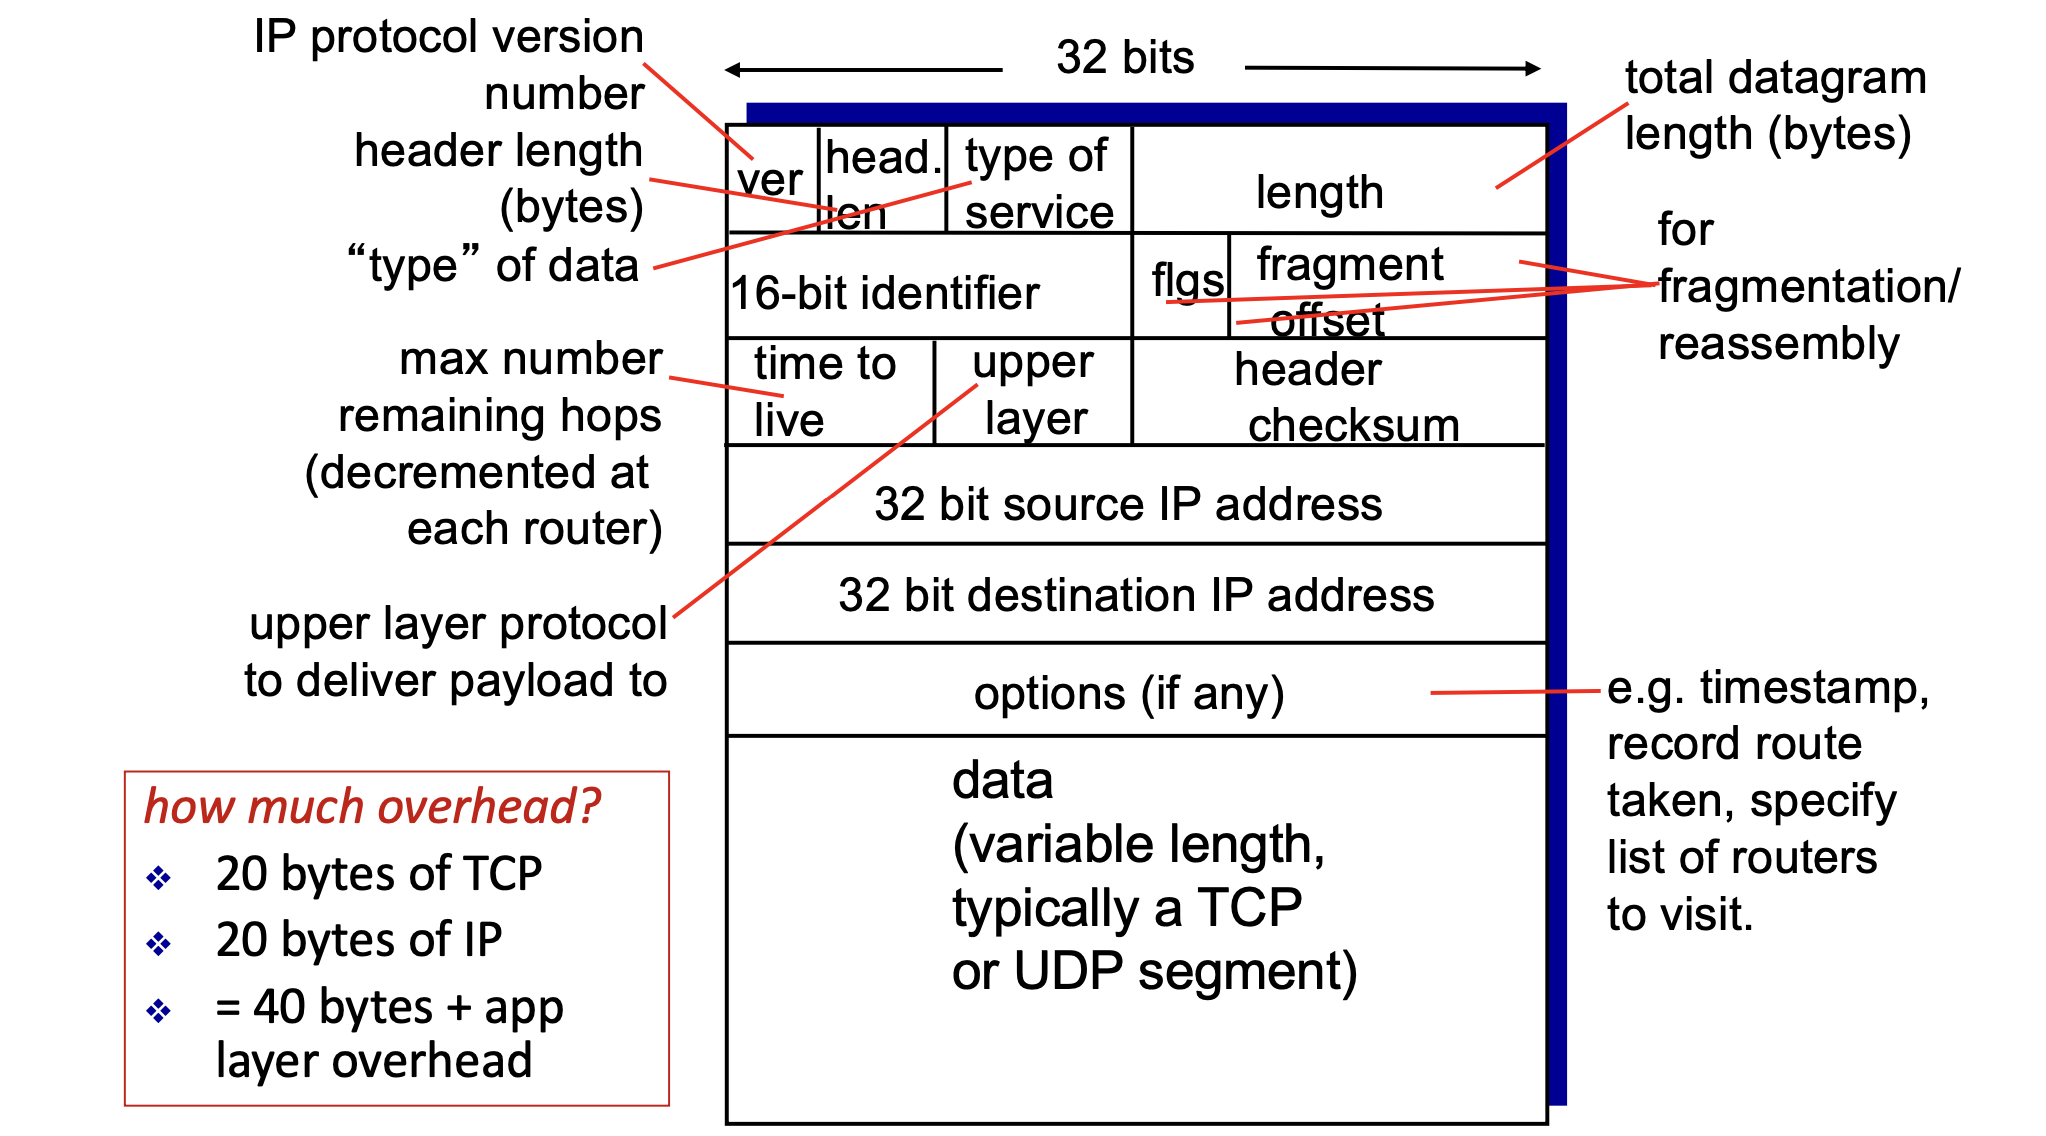 IP protocol version
number
header length
(bytes)
“type” of data
max number
remaining hops
(decremented at
each router)
upper layer protocol
to deliver payload to
how much overhead?
❖ 20 bytes of TCP
❖ 20 bytes of IP
❖ = 40 bytes + app
layer overhead
32 bits
ver
head.
len
type of
service
length
16-bit identifier
flgs
fragment
offset
time to
live
upper
layer
header
checksum
32 bit source IP address
32 bit destination IP address
options (if any)
data
(variable length,
typically a TCP
or UDP segment)
total datagram
length (bytes)
for
fragmentation/
reassembly
e.g. timestamp,
record route
taken, specify
list of routers
to visit.